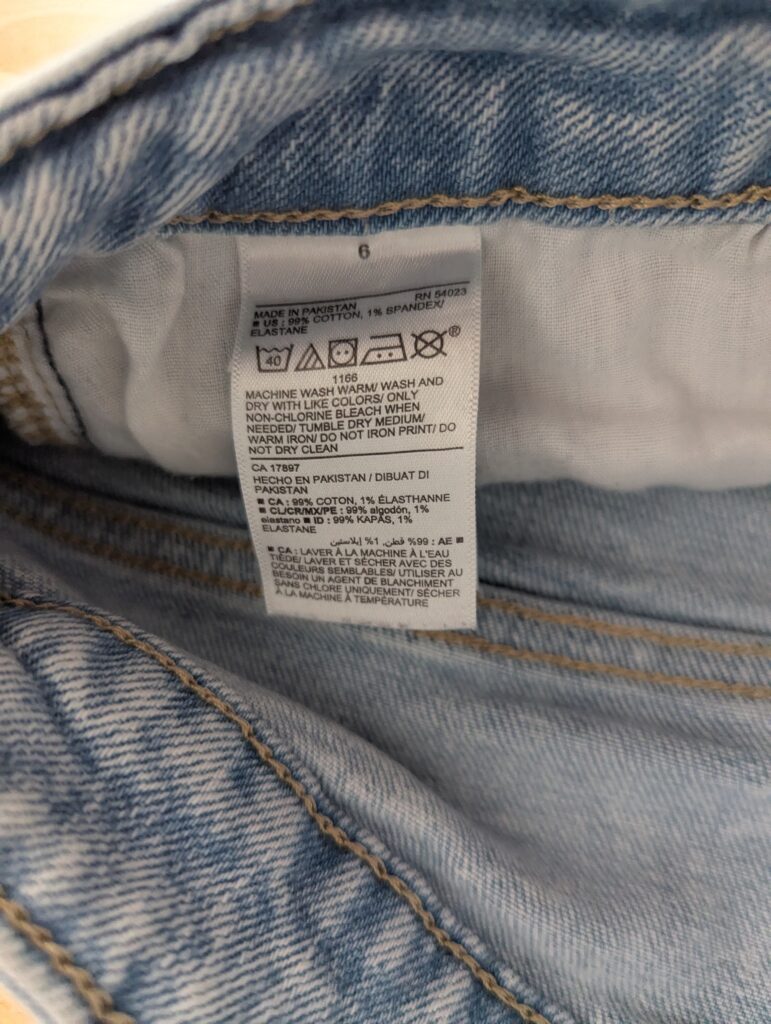 6
RN 54023
MADE IN PAKISTAN
■ US : 99% COTTON, 1% SPANDEX/
ELASTANE
40
®
1166
MACHINE WASH WARM/ WASH AND
DRY WITH LIKE COLORS/ ONLY
NON-CHLORINE BLEACH WHEN
NEEDED/ TUMBLE DRY MEDIUM/
WARM IRON/ DO NOT IRON PRINT/ DO
NOT DRY CLEAN
CA 17897
HECHO EN PAKISTAN / DIBUAT DI
PAKISTAN
■ CA : 99% COTON, 1% ÉLASTHANNE
■ CL/CR/MX/PE : 99% algodón, 1%
elastano ■ ID : 99% KAPAS, 1%
ELASTANE
■ AE : 99% قطن, 1% إيلاستين
■ CA : LAVER À LA MACHINE À L'EAU
TIÈDE/ LAVER ET SÉCHER AVEC DES
COULEURS SEMBLABLES/ UTILISER AU
BESOIN UN AGENT DE BLANCHIMENT
SANS CHLORE UNIQUEMENT/ SÉCHER
À LA MACHINE À TEMPÉRATURE